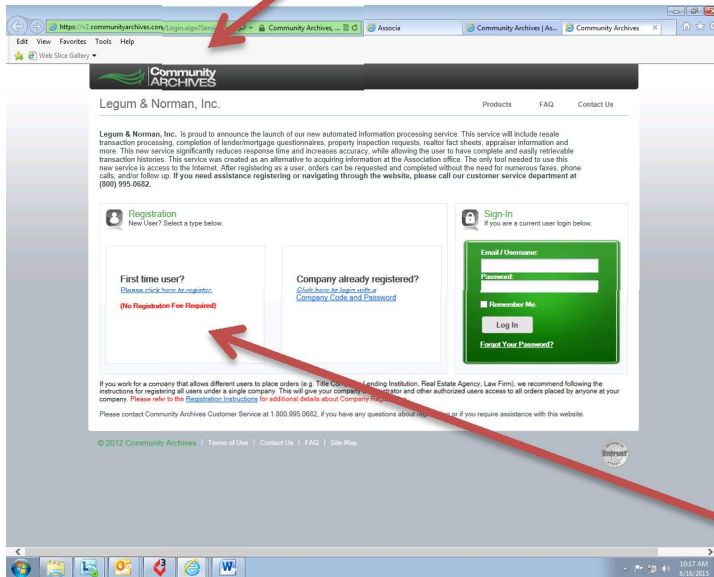 https://v2.communityarchives.com/Login.aspx?Servi
Community Archives, ...
Associa
Community Archives | As...
Community Archives
Edit View Favorites Tools Help
Web Slice Gallery
Community
ARCHIVES
Legum & Norman, Inc.
Products FAQ Contact Us
Legum & Norman, Inc. is proud to announce the launch of our new automated information processing service. This service will include resale
transaction processing, completion of lender/mortgage questionnaires, property inspection requests, realtor fact sheets, appraiser information and
more. This new service significantly reduces response time and increases accuracy, while allowing the user to have complete and easily retrievable
transaction histories. This service was created as an alternative to acquiring information at the Association office. The only tool needed to use this
new service is access to the Internet. After registering as a user, orders can be requested and completed without the need for numerous faxes, phone
calls, and/or follow up. If you need assistance registering or navigating through the website, please call our customer service department at
(800) 995-0682.
Registration
New User? Select a type below.
First time user?
Please click here to register.
(No Registration Fee Required)
Company already registered?
Click here to login with a
Company Code and Password
Sign-In
If you are a current user login below.
Email / Username:
Password:
Remember Me.
Log In
Forgot Your Password?
If you work for a company that allows different users to place orders (e.g. Title Lending Institution, Real Estate Agency, Law Firm), we recommend following the
instructions for registering all users under a single company. This will give your company administrator and other authorized users access to all orders placed by anyone at your
company. Please refer to the Registration Instructions for additional details about Company
Please contact Community Archives Customer Service at 1.800.995.0682, if you have any questions about registration or if you require assistance with this website.
© 2012 Community Archives | Terms of Use | Contact Us | FAQ | Site Map
Entrust
10:17 AM
6/16/2015